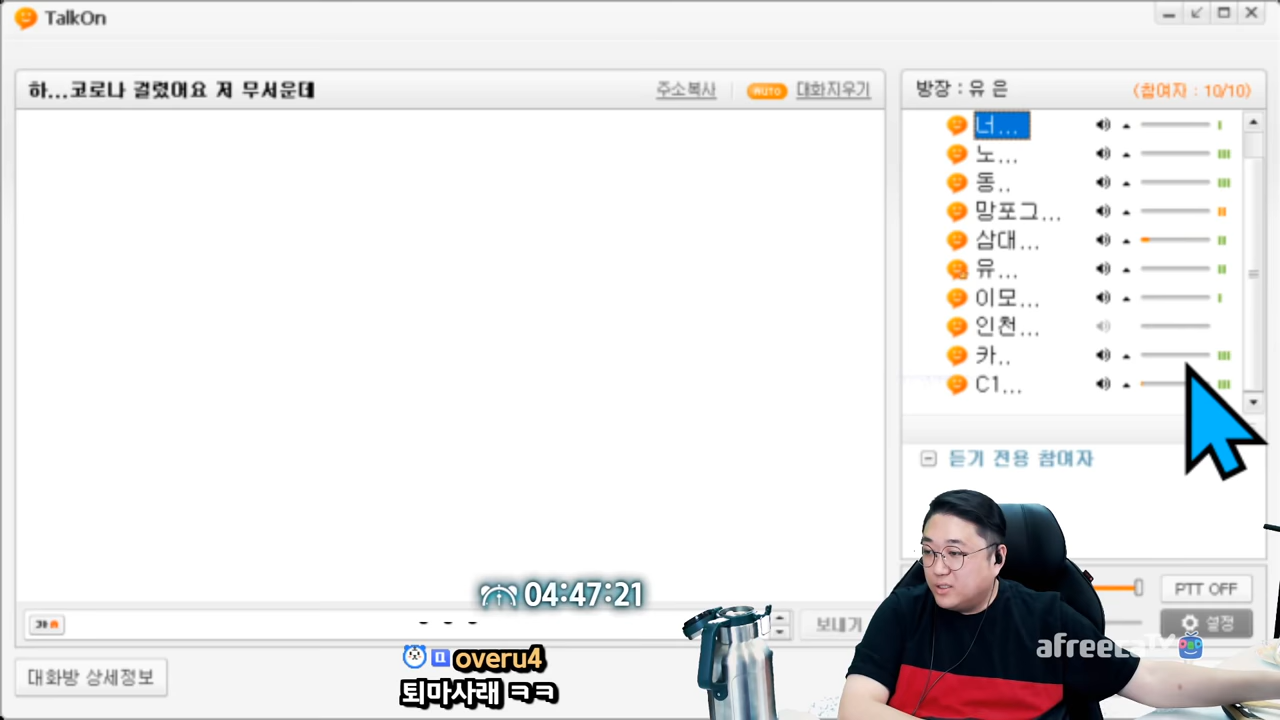 TalkOn
하...코로나 걸렸어요 저 무서운데
주소복사
AUTO
대화지우기
방장 : 유 은
(참여자 : 10/10)
너...
노...
동..
망포그...
삼대...
유...
이모...
인천...
카..
C1...
듣기 전용 참여자
04:47:21
PTT OFF
가
보내기
설정
afreecaTV
overu4
퇴마사래 ㅋㅋ
대화방 상세정보